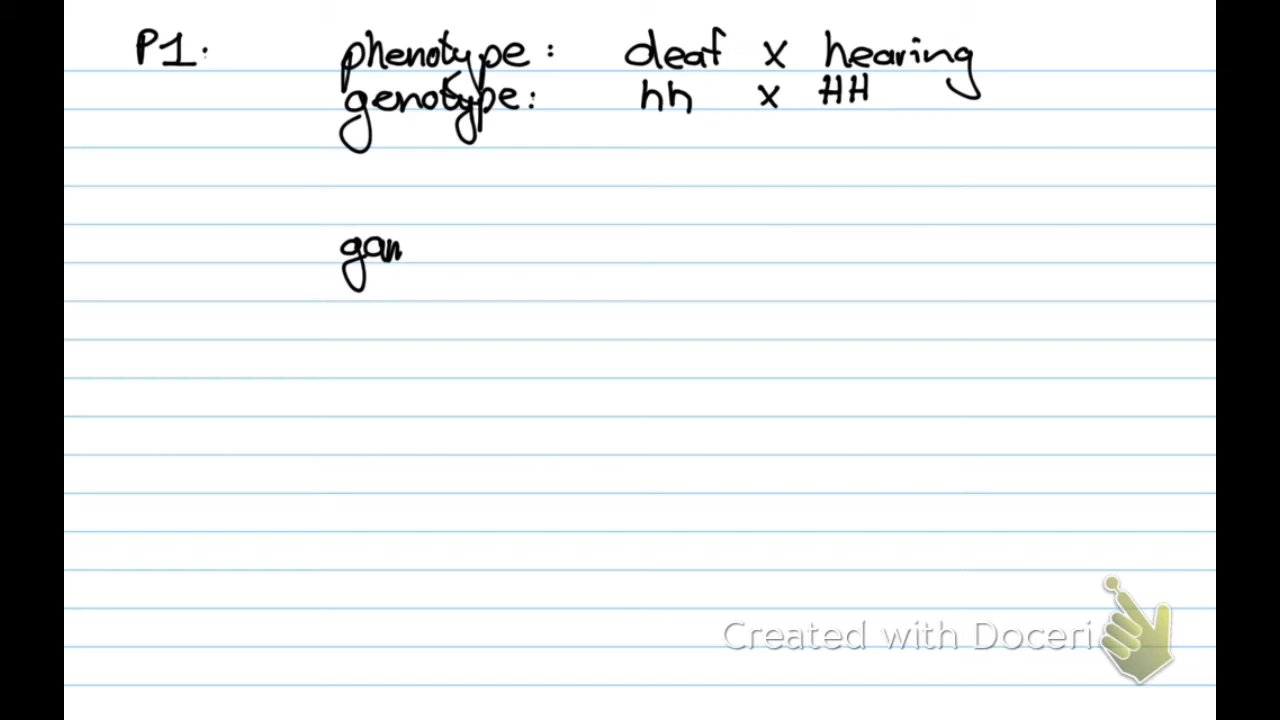 P1: phenotype: deaf x hearing
genotype: hh x HH
gam
Created with Doceri